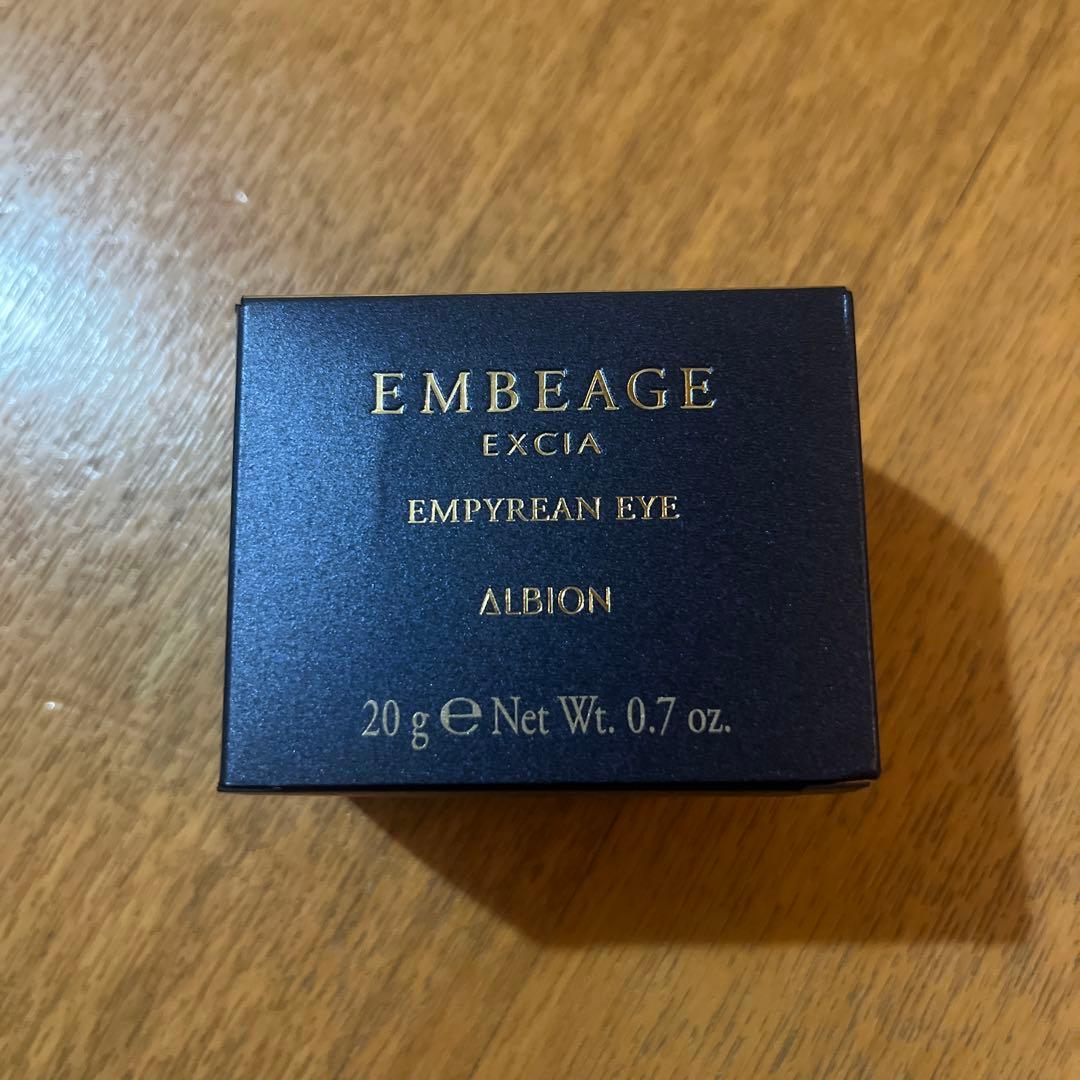 EMBEAGE
EXCIA
EMPYREAN EYE
ALBION
20 g ℮ Net Wt. 0.7 oz.